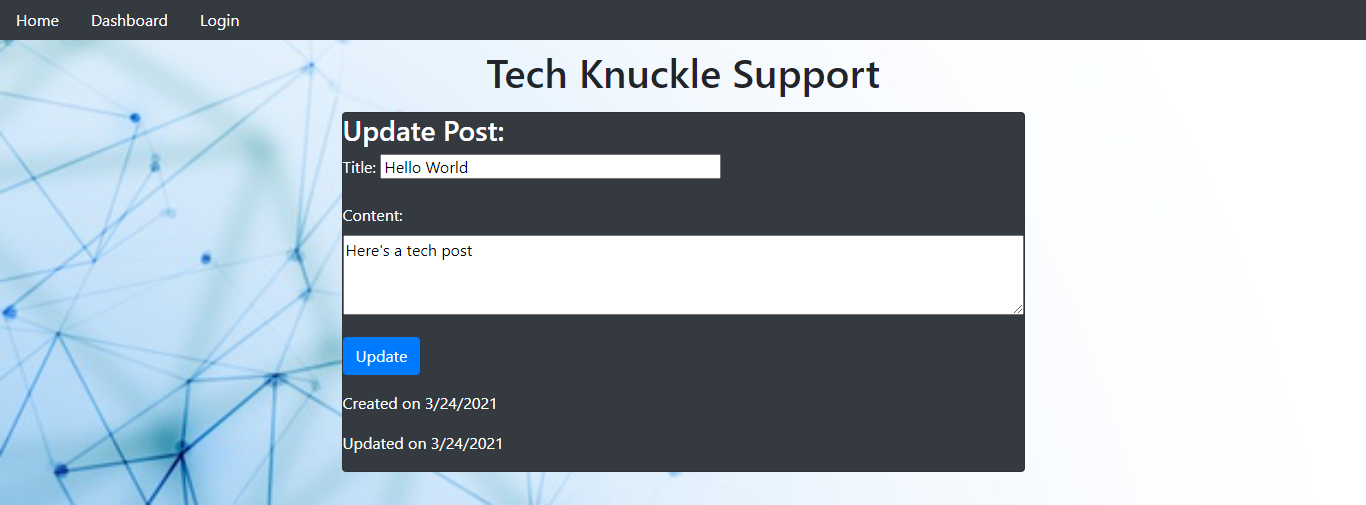 Home Dashboard Login
Tech Knuckle Support
Update Post:
Title: Hello World
Content:
Here's a tech post
Update
Created on 3/24/2021
Updated on 3/24/2021